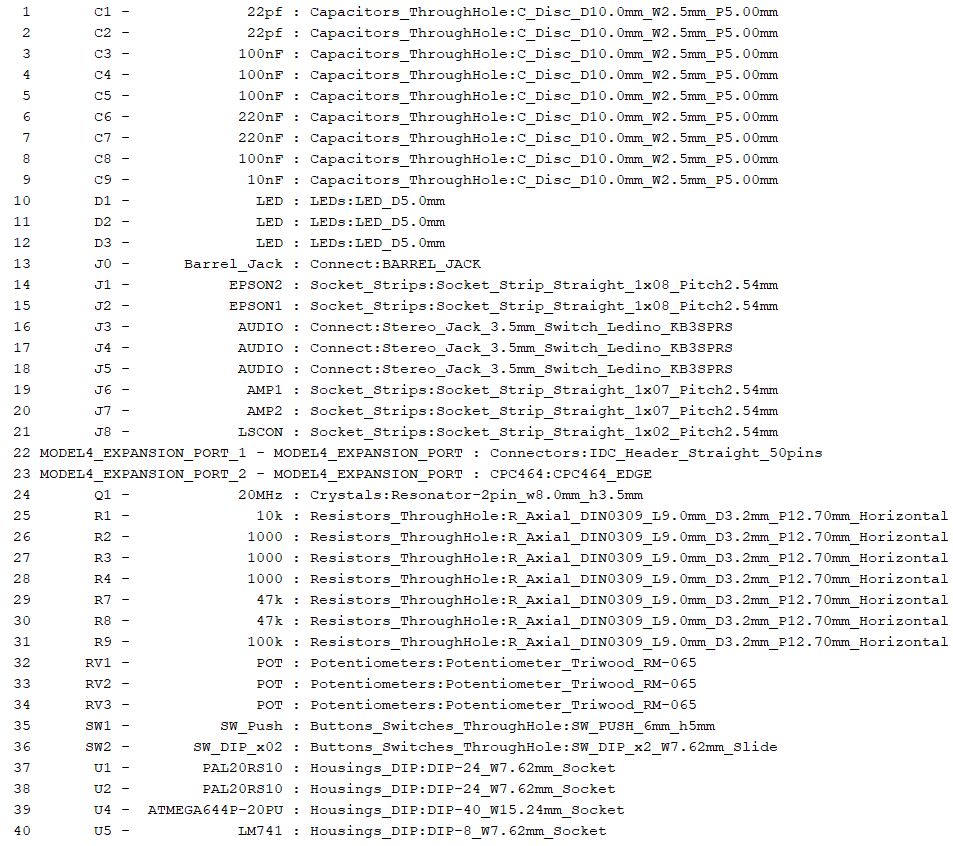 1 C1 - 22pf : Capacitors_ThroughHole:C_Disc_D10.0mm_W2.5mm_P5.00mm
2 C2 - 22pf : Capacitors_ThroughHole:C_Disc_D10.0mm_W2.5mm_P5.00mm
3 C3 - 100nF : Capacitors_ThroughHole:C_Disc_D10.0mm_W2.5mm_P5.00mm
4 C4 - 100nF : Capacitors_ThroughHole:C_Disc_D10.0mm_W2.5mm_P5.00mm
5 C5 - 100nF : Capacitors_ThroughHole:C_Disc_D10.0mm_W2.5mm_P5.00mm
6 C6 - 220nF : Capacitors_ThroughHole:C_Disc_D10.0mm_W2.5mm_P5.00mm
7 C7 - 220nF : Capacitors_ThroughHole:C_Disc_D10.0mm_W2.5mm_P5.00mm
8 C8 - 100nF : Capacitors_ThroughHole:C_Disc_D10.0mm_W2.5mm_P5.00mm
9 C9 - 10nF : Capacitors_ThroughHole:C_Disc_D10.0mm_W2.5mm_P5.00mm
10 D1 - LED : LEDs:LED_D5.0mm
11 D2 - LED : LEDs:LED_D5.0mm
12 D3 - LED : LEDs:LED_D5.0mm
13 J0 - Barrel_Jack : Connect:BARREL_JACK
14 J1 - EPSON2 : Socket_Strips:Socket_Strip_Straight_1x08_Pitch2.54mm
15 J2 - EPSON1 : Socket_Strips:Socket_Strip_Straight_1x08_Pitch2.54mm
16 J3 - AUDIO : Connect:Stereo_Jack_3.5mm_Switch_Ledino_KB3SPRS
17 J4 - AUDIO : Connect:Stereo_Jack_3.5mm_Switch_Ledino_KB3SPRS
18 J5 - AUDIO : Connect:Stereo_Jack_3.5mm_Switch_Ledino_KB3SPRS
19 J6 - AMP1 : Socket_Strips:Socket_Strip_Straight_1x07_Pitch2.54mm
20 J7 - AMP2 : Socket_Strips:Socket_Strip_Straight_1x07_Pitch2.54mm
21 J8 - LSCON : Socket_Strips:Socket_Strip_Straight_1x02_Pitch2.54mm
22 MODEL4_EXPANSION_PORT_1 - MODEL4_EXPANSION_PORT : Connectors:IDC_Header_Straight_50pins
23 MODEL4_EXPANSION_PORT_2 - MODEL4_EXPANSION_PORT : CPC464:CPC464_EDGE
24 Q1 - 20MHz : Crystals:Resonator-2pin_w8.0mm_h3.5mm
25 R1 - 10k : Resistors_ThroughHole:R_Axial_DIN0309_L9.0mm_D3.2mm_P12.70mm_Horizontal
26 R2 - 1000 : Resistors_ThroughHole:R_Axial_DIN0309_L9.0mm_D3.2mm_P12.70mm_Horizontal
27 R3 - 1000 : Resistors_ThroughHole:R_Axial_DIN0309_L9.0mm_D3.2mm_P12.70mm_Horizontal
28 R4 - 1000 : Resistors_ThroughHole:R_Axial_DIN0309_L9.0mm_D3.2mm_P12.70mm_Horizontal
29 R7 - 47k : Resistors_ThroughHole:R_Axial_DIN0309_L9.0mm_D3.2mm_P12.70mm_Horizontal
30 R8 - 47k : Resistors_ThroughHole:R_Axial_DIN0309_L9.0mm_D3.2mm_P12.70mm_Horizontal
31 R9 - 100k : Resistors_ThroughHole:R_Axial_DIN0309_L9.0mm_D3.2mm_P12.70mm_Horizontal
32 RV1 - POT : Potentiometers:Potentiometer_Triwood_RM-065
33 RV2 - POT : Potentiometers:Potentiometer_Triwood_RM-065
34 RV3 - POT : Potentiometers:Potentiometer_Triwood_RM-065
35 SW1 - SW_Push : Buttons_Switches_ThroughHole:SW_PUSH_6mm_h5mm
36 SW2 - SW_DIP_x02 : Buttons_Switches_ThroughHole:SW_DIP_x2_W7.62mm_Slide
37 U1 - PAL20RS10 : Housings_DIP:DIP-24_W7.62mm_Socket
38 U2 - PAL20RS10 : Housings_DIP:DIP-24_W7.62mm_Socket
39 U4 - ATMEGA644P-20PU : Housings_DIP:DIP-40_W15.24mm_Socket
40 U5 - LM741 : Housings_DIP:DIP-8_W7.62mm_Socket